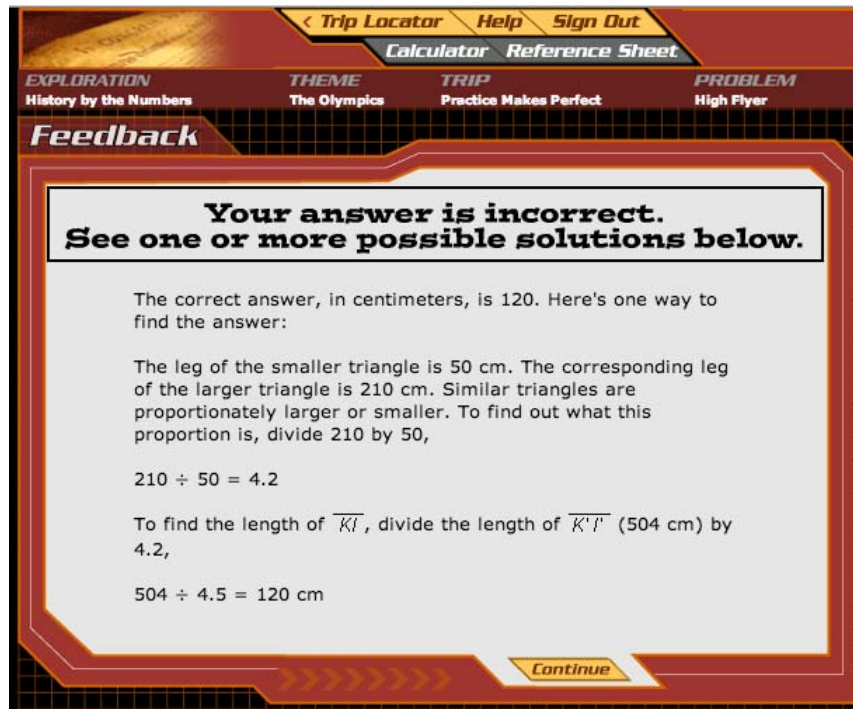 < Trip Locator Help Sign Out
Calculator Reference Sheet
EXPLORATION THEME TRIP PROBLEM
History by the Numbers The Olympics Practice Makes Perfect High Flyer
Feedback
Your answer is incorrect.
See one or more possible solutions below.
The correct answer, in centimeters, is 120. Here's one way to
find the answer:
The leg of the smaller triangle is 50 cm. The corresponding leg
of the larger triangle is 210 cm. Similar triangles are
proportionately larger or smaller. To find out what this
proportion is, divide 210 by 50,
210 ÷ 50 = 4.2
To find the length of K̅I̅, divide the length of K̅'̅I̅'̅ (504 cm) by
4.2,
504 ÷ 4.5 = 120 cm
Continue